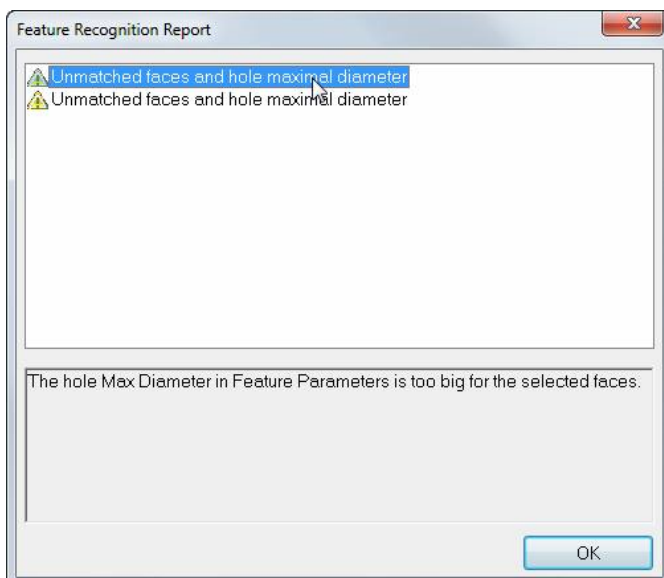 Feature Recognition Report
Unmatched faces and hole maximal diameter
Unmatched faces and hole maximal diameter
The hole Max Diameter in Feature Parameters is too big for the selected faces.
OK